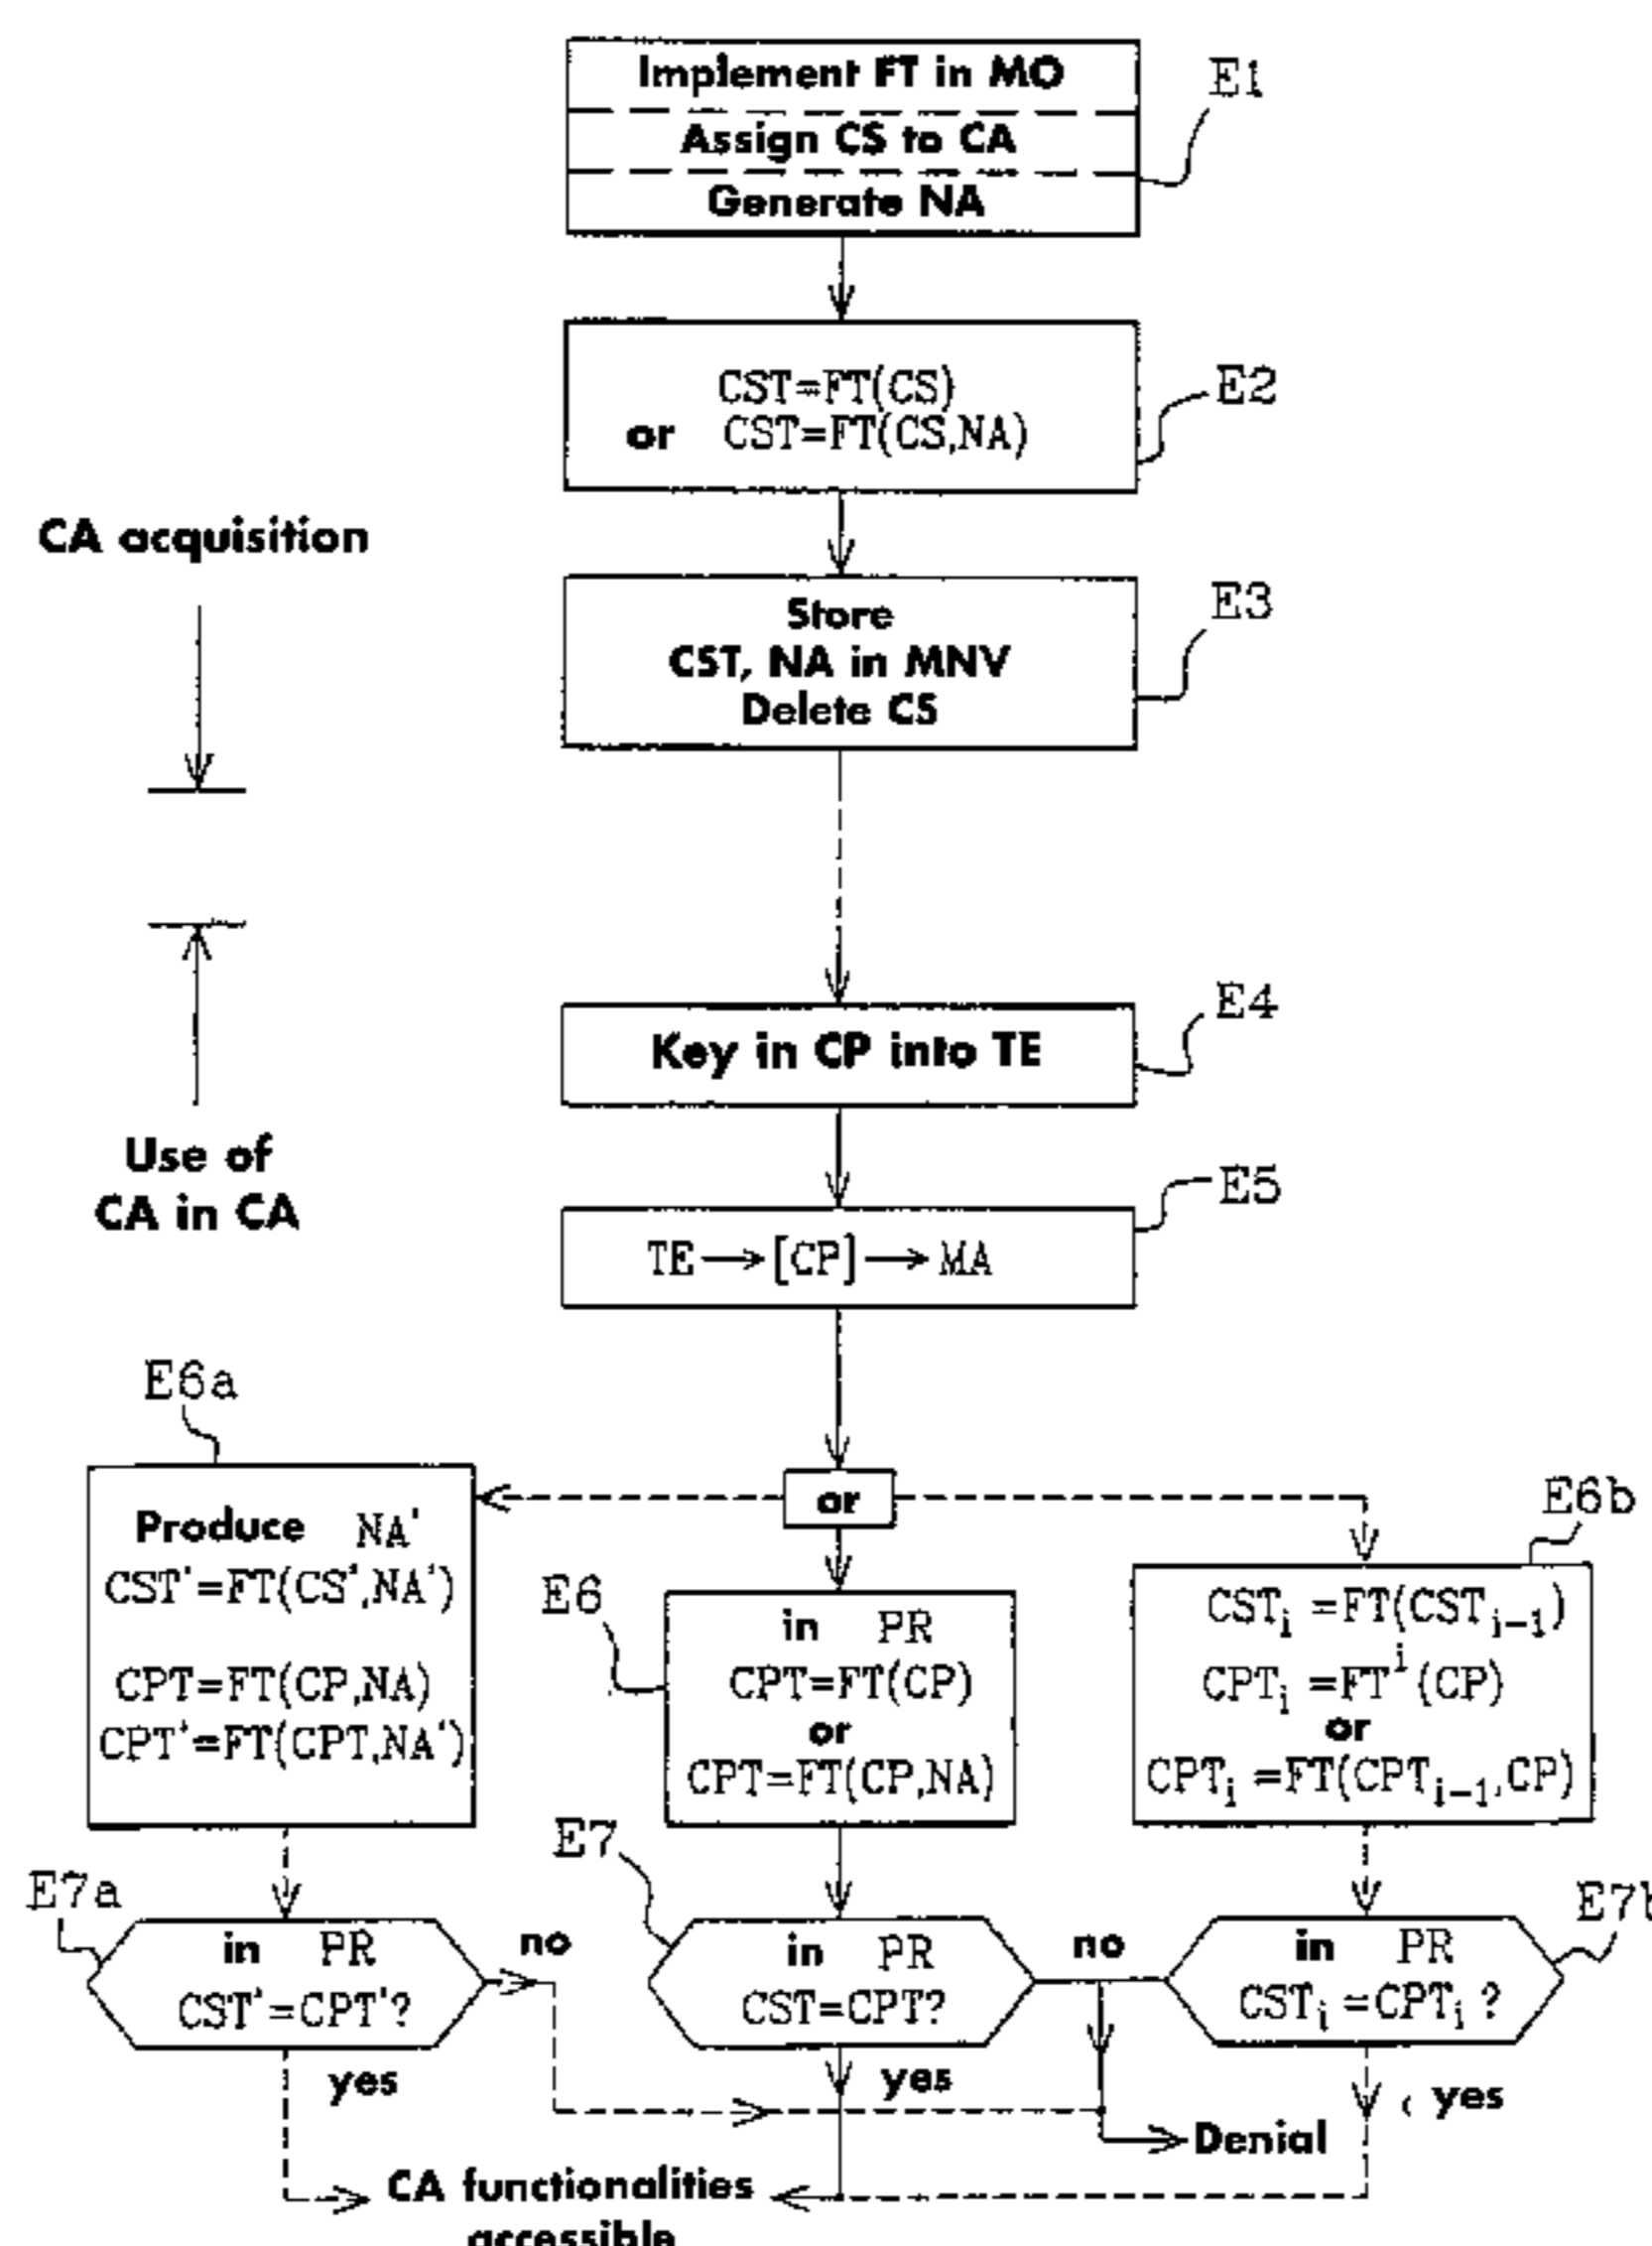 Implement FT in MO
E1
Assign CS to CA
Generate NA
CST=FT(CS)
E2
or CST=FT(CS,NA)
CA acquisition
Store
E3
CST, NA in MNV
Delete CS
Key in CP into TE
E4
Use of
CA in CA
TE → [CP] → MA
E5
E6a
or
Produce NA'
CST'=FT(CS',NA')
CPT=FT(CP,NA)
CPT'=FT(CPT,NA')
E6
in PR
CPT=FT(CP)
or
CPT=FT(CP,NA)
E6b
CSTi =FT(CSTi-1)
CPTi =FT^i (CP)
or
CPTi =FT(CPTi-1,CP)
E7a
in PR
CST'=CPT'?
no
yes
E7
in PR
CST=CPT?
no
yes
E7b
in PR
CSTi =CPTi ?
yes
Denial
CA functionalities
accessible